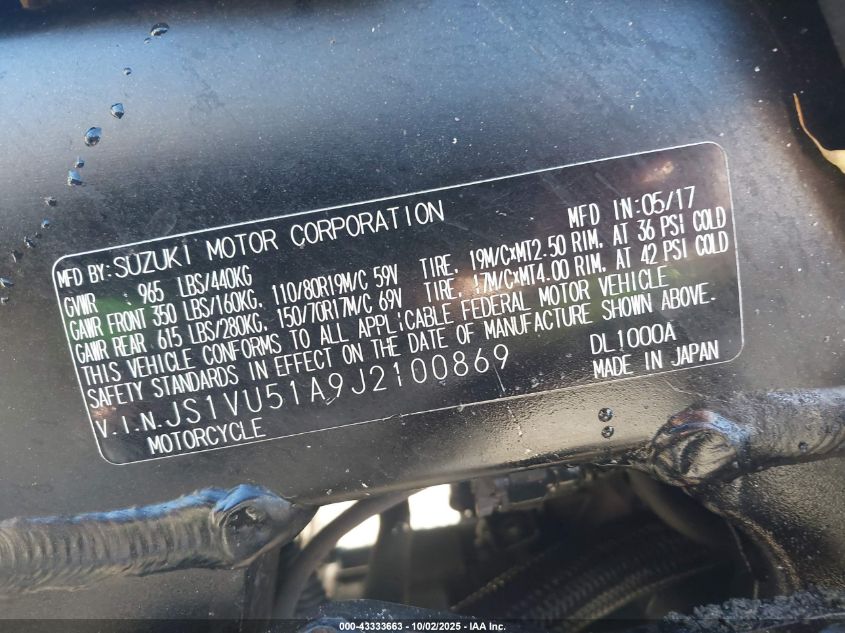 MFD BY: SUZUKI MOTOR CORPORATION MFD IN: 05/17
GVWR : 965 LBS/440KG
GAWR FRONT 350 LBS/160KG, 110/80R19M/C 59V TIRE, 19M/CxMT2.50 RIM, AT 36 PSI COLD
GAWR REAR 615 LBS/280KG, 150/70R17M/C 69V TIRE, 17M/CxMT4.00 RIM, AT 42 PSI COLD
THIS VEHICLE CONFORMS TO ALL APPLICABLE FEDERAL MOTOR VEHICLE
SAFETY STANDARDS IN EFFECT ON THE DATE OF MANUFACTURE SHOWN ABOVE.
V.I.N. JS1VU51A9J2100869 DL1000A
MOTORCYCLE MADE IN JAPAN
000-43333663 - 10/02/2025 - IAA Inc.